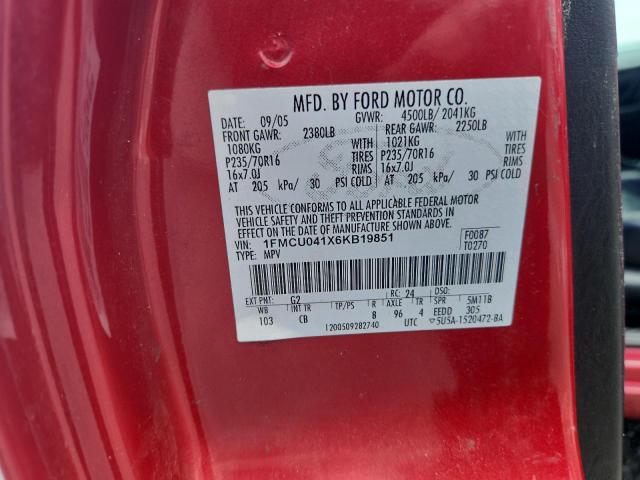 MFD. BY FORD MOTOR CO.
DATE: 09/05 GVWR: 4500LB/ 2041KG
FRONT GAWR: 2380LB REAR GAWR: 2250LB
1080KG 1021KG
P235/70R16 TIRES P235/70R16 TIRES
16x7.0J RIMS 16x7.0J RIMS
AT 205 kPa/ 30 PSI COLD AT 205 kPa/ 30 PSI COLD
THIS VEHICLE CONFORMS TO ALL APPLICABLE FEDERAL MOTOR
VEHICLE SAFETY AND THEFT PREVENTION STANDARDS IN
EFFECT ON THE DATE OF MANUFACTURE SHOWN ABOVE.
VIN: 1FMCU041X6KB19851 F0087
TYPE: MPV T0270
EXT PNT: G2 RC: 24 DSO:
WB INT TR TP/PS R AXLE TR SPR 5M11B
103 CB 8 96 4 EEDD 305
1200509282740 UTC ▽5U5A-1520472-BA